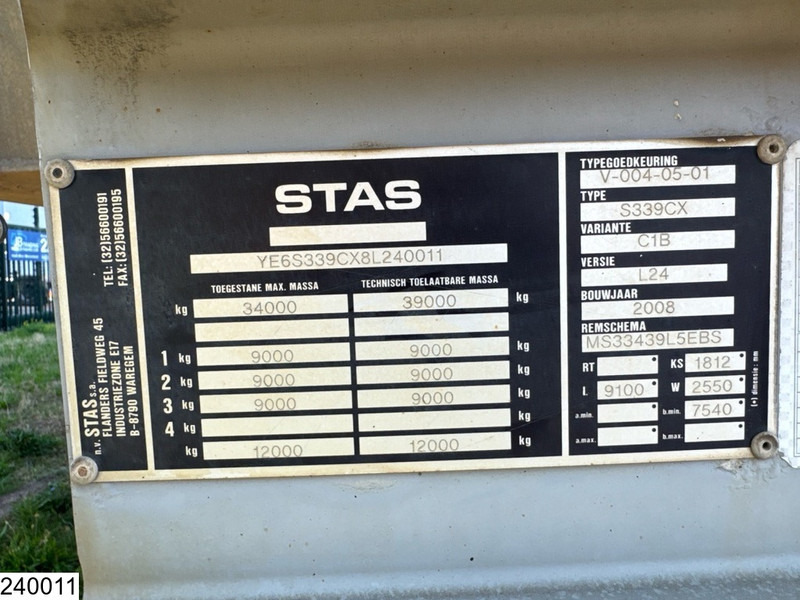 n.v. STAS s.a.
FLANDERS FIELDWEG 45
INDUSTRIEZONE E17
B-8790 WAREGEM
TEL: (32)56600191
FAX: (32)56600195
STAS
YE6S339CX8L240011
TOEGESTANE MAX. MASSA TECHNISCH TOELAATBARE MASSA
kg 34000 39000 kg
1 kg 9000 9000 kg
2 kg 9000 9000 kg
3 kg 9000 9000 kg
4 kg kg
kg 12000 12000 kg
TYPEGOEDKEURING
V-004-05-01
TYPE
S339CX
VARIANTE
C1B
VERSIE
L24
BOUWJAAR
2008
REMSCHEMA
MS33439L5EBS
RT * KS 1812 *
L 9100 * W 2550 *
a.min. * b.min. 7540 *
a.max. * b.max. *
(*) dimensie: mm
240011